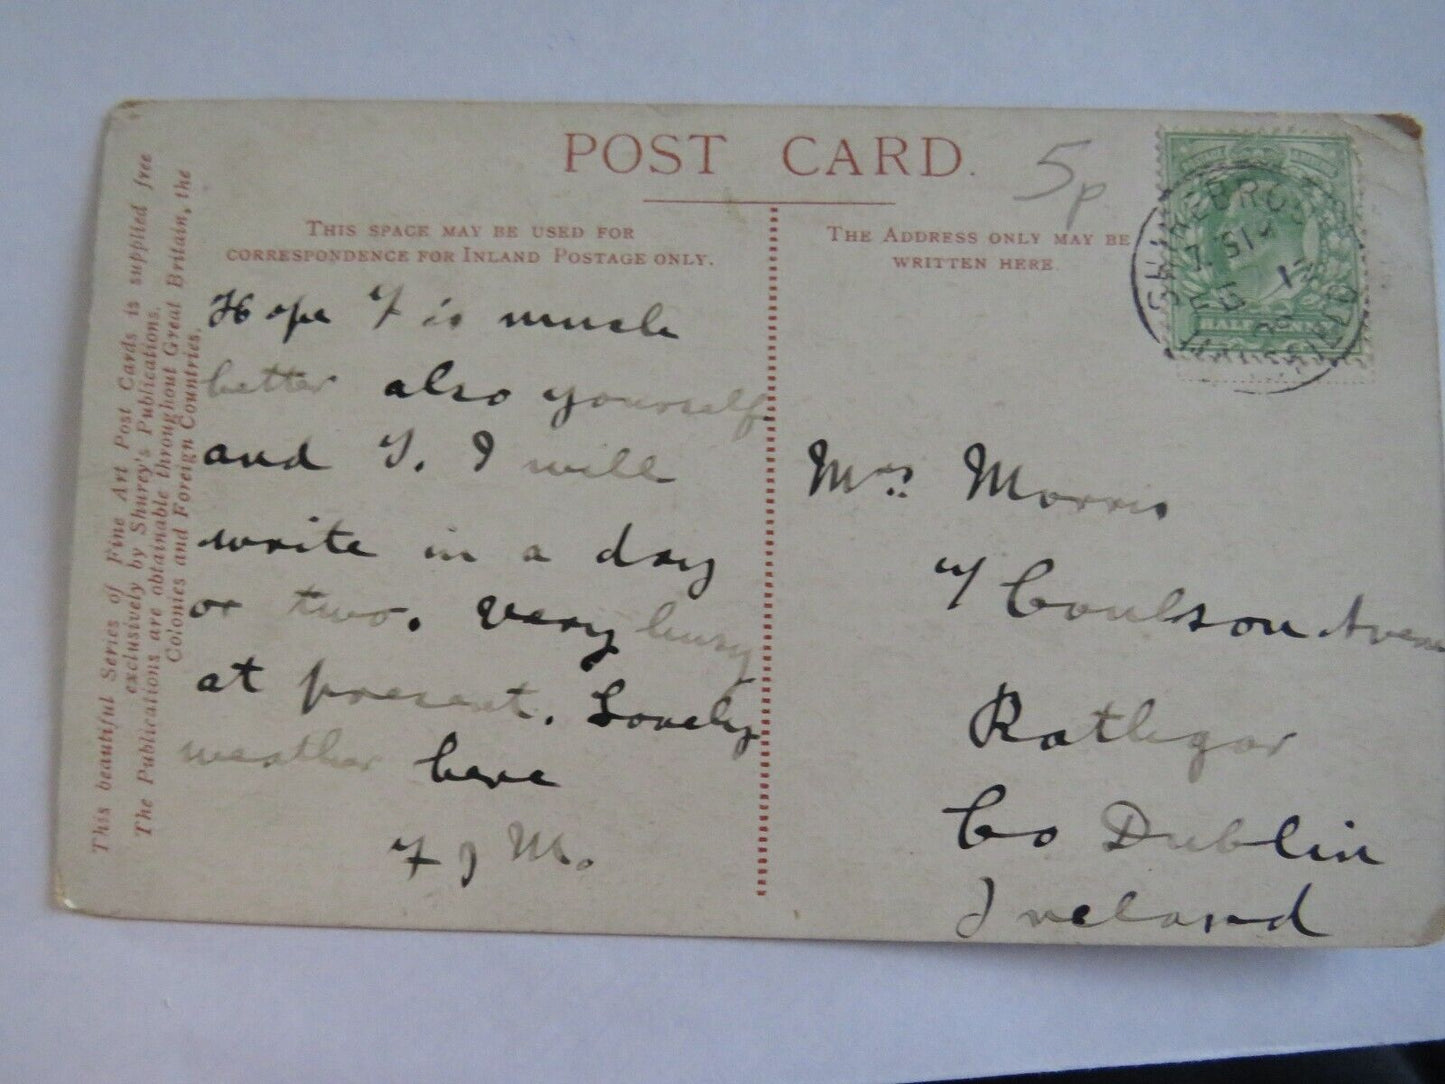 POST CARD.
5p
THIS SPACE MAY BE USED FOR
CORRESPONDENCE FOR INLAND POSTAGE ONLY.
THE ADDRESS ONLY MAY BE
WRITTEN HERE.
This beautiful Series of Fine Art Post Cards is supplied free
exclusively by Shurey's Publications.
The Publications are obtainable throughout Great Britain, the
Colonies and Foreign Countries.
Hope F is much
better also yourself
and T. I will
write in a day
or two. Very busy
at present. Lovely
weather here
F J M.
Mrs Morris
Coulson Avenue
Rathgar
Co Dublin
Ireland
HALFPENNY